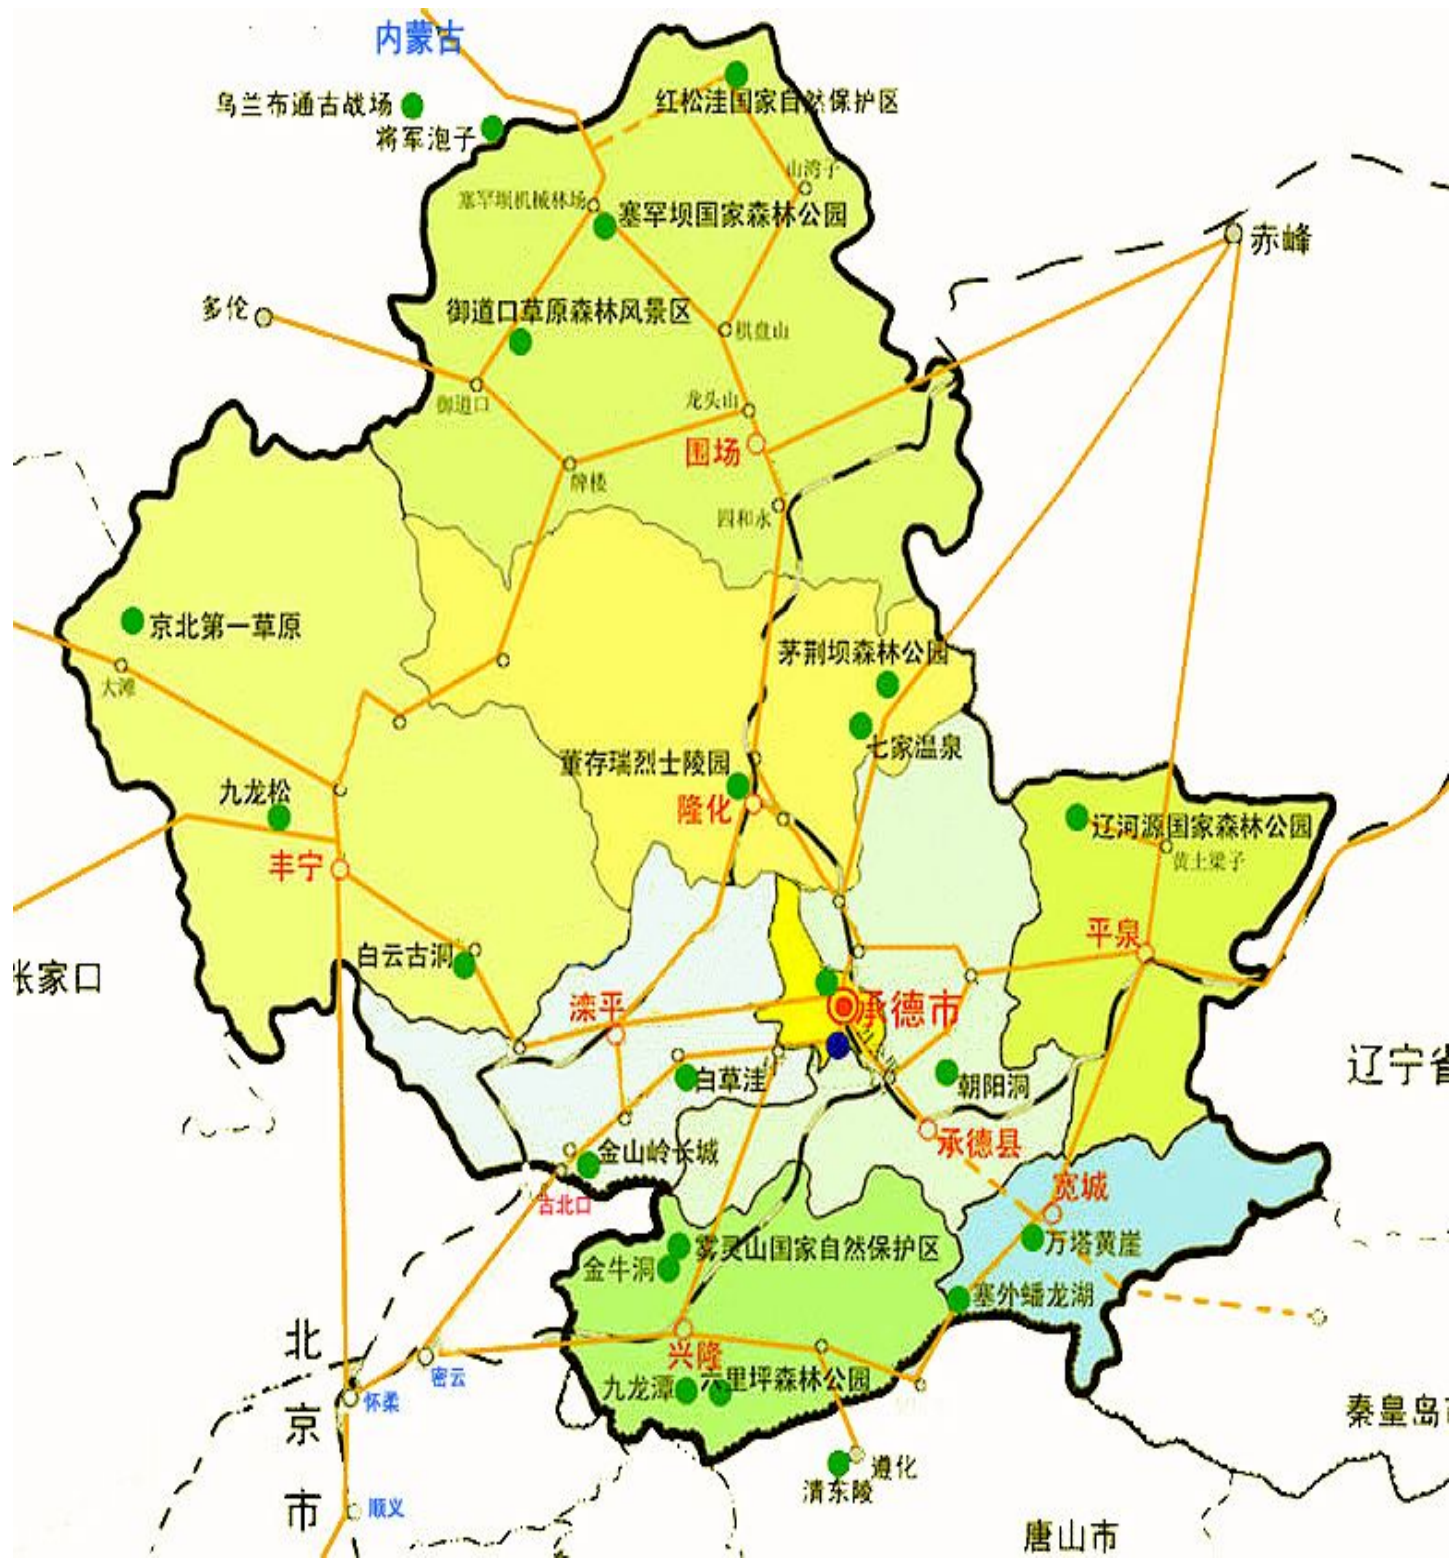 内蒙古
乌兰布通古战场
红松洼国家自然保护区
将军泡子
山湾子
塞罕坝机械林场
塞罕坝国家森林公园
赤峰
多伦
御道口草原森林风景区
棋盘山
御道口
龙头山
围场
牌楼
四和永
京北第一草原
茅荆坝森林公园
大滩
七家温泉
董存瑞烈士陵园
九龙松
隆化
辽河源国家森林公园
丰宁
黄土梁子
平泉
白云古洞
张家口
滦平
承德市
辽宁省
白草洼
朝阳洞
承德县
金山岭长城
宽城
古北口
雾灵山国家自然保护区
万塔黄崖
金牛洞
塞外蟠龙湖
北京市
兴隆
密云
九龙潭
六里坪森林公园
怀柔
秦皇岛市
遵化
清东陵
顺义
唐山市